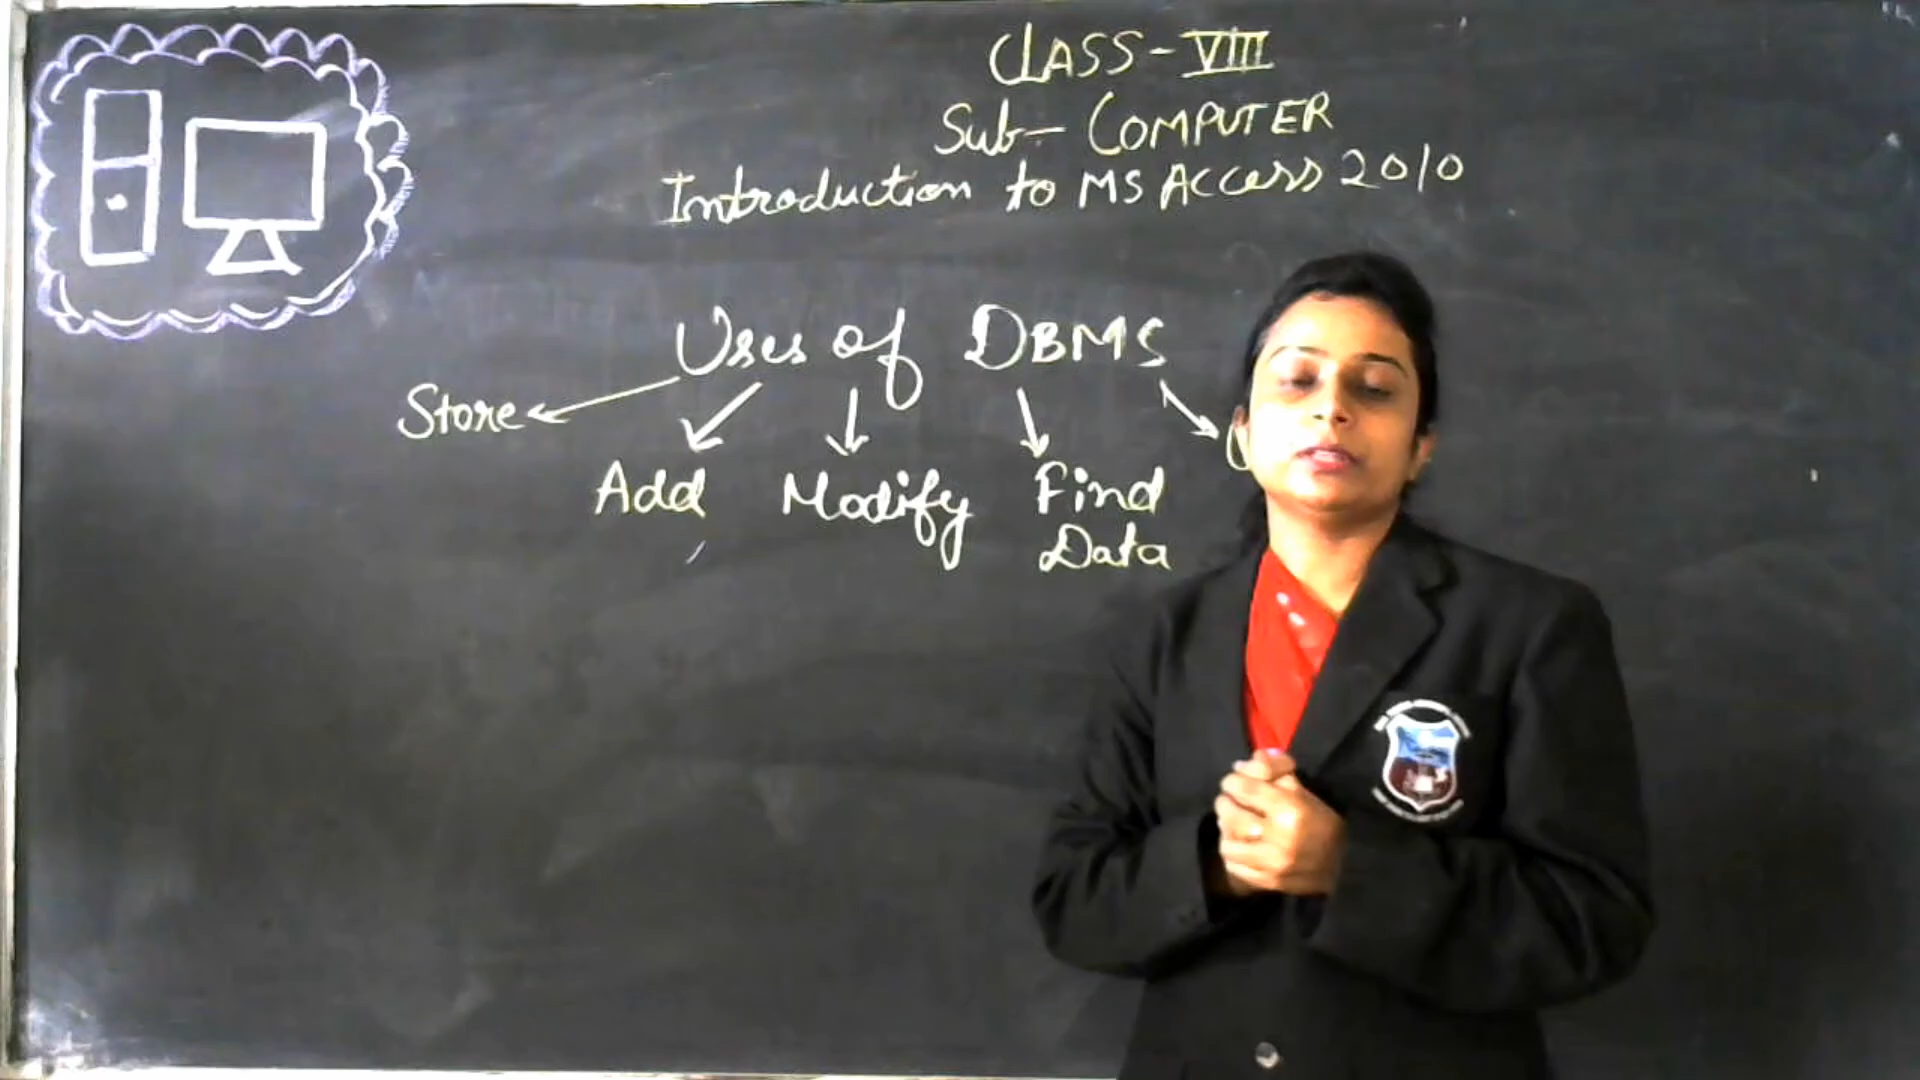 CLASS - VIII
Sub - COMPUTER
Introduction to MS Access 2010
Uses of DBMS
Store
Add Modify Find
Data